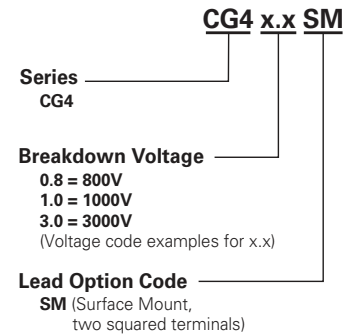 CG4 x.x SM
Series
CG4
Breakdown Voltage
0.8 = 800V
1.0 = 1000V
3.0 = 3000V
(Voltage code examples for x.x)
Lead Option Code
SM (Surface Mount,
two squared terminals)